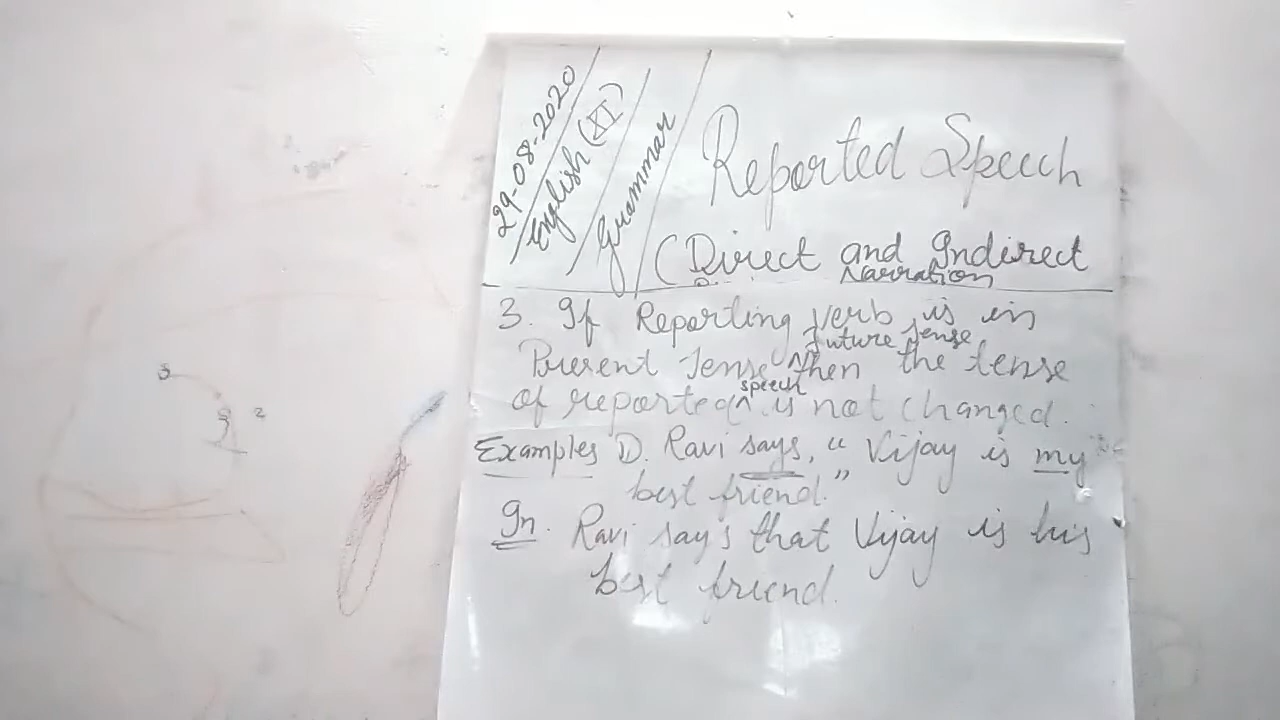 29-08-2020
English (XI)
Grammar
Reported Speech
(Direct and Indirect
Narration
3. If Reporting verb is in
future tense
Present Tense then the tense
speech
of reported is not changed.
Examples D. Ravi says, "Vijay is my
best friend."
In. Ravi says that Vijay is his
best friend.